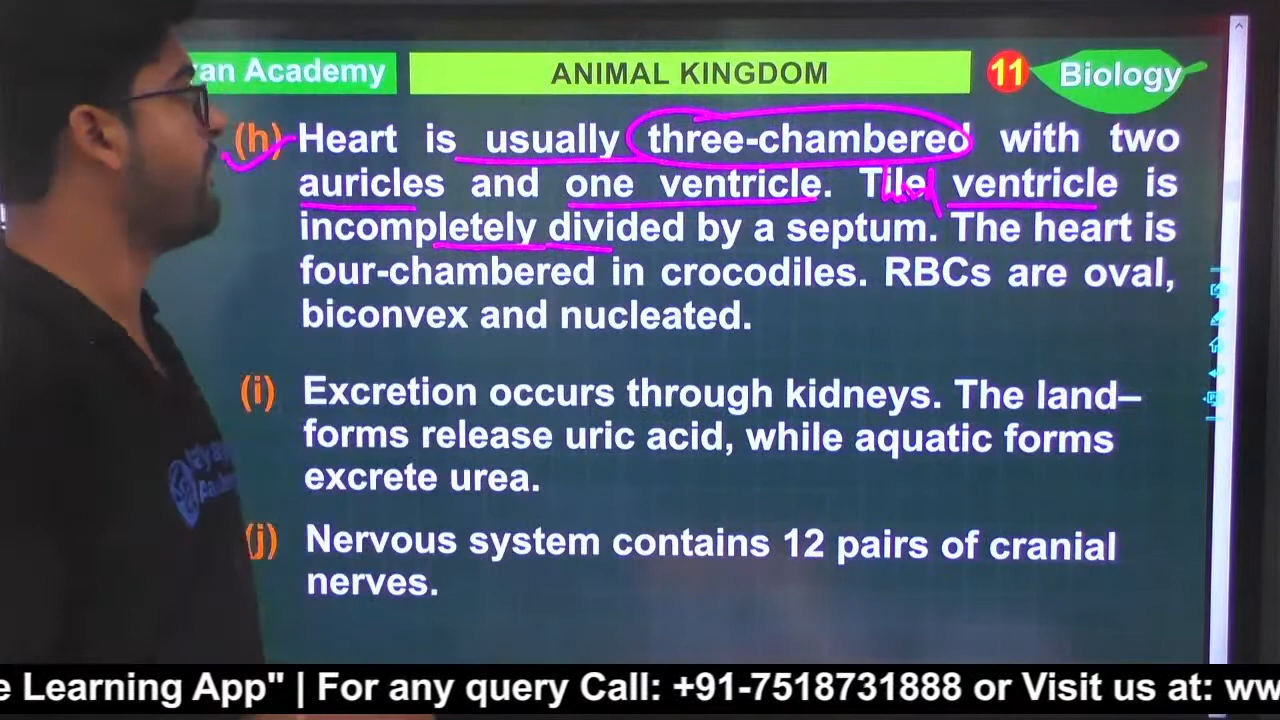 yan Academy
ANIMAL KINGDOM
11 Biology
(h) Heart is usually three-chambered with two
auricles and one ventricle. Tile ventricle is
incompletely divided by a septum. The heart is
four-chambered in crocodiles. RBCs are oval,
biconvex and nucleated.
(i) Excretion occurs through kidneys. The land–
forms release uric acid, while aquatic forms
excrete urea.
(j) Nervous system contains 12 pairs of cranial
nerves.
e Learning App" | For any query Call: +91-7518731888 or Visit us at: ww